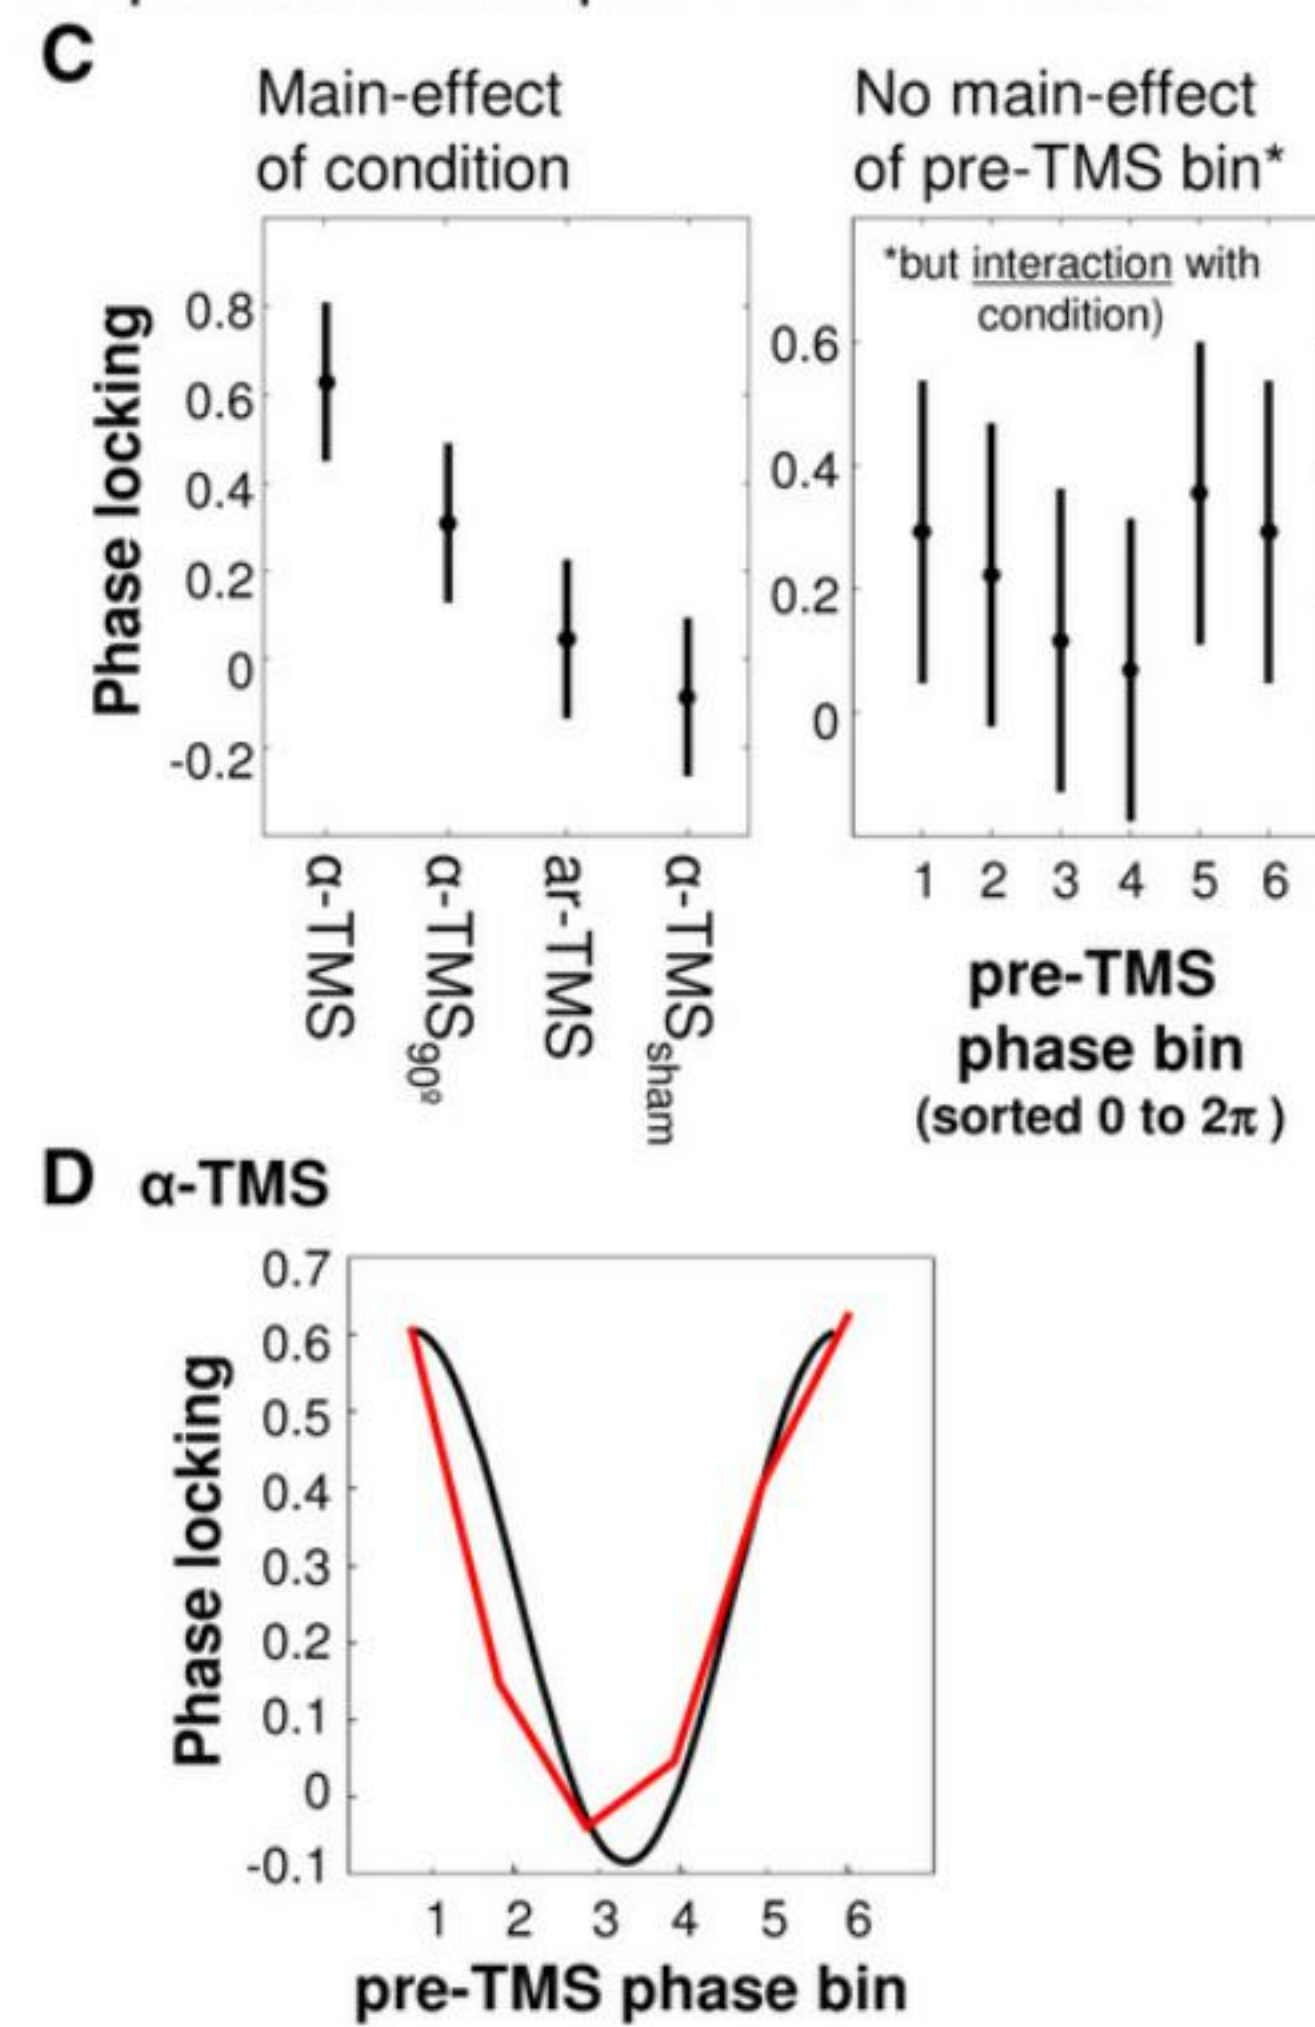 C
Main-effect
of condition
No main-effect
of pre-TMS bin*
*but interaction with
condition)
Phase locking
0.8
0.6
0.4
0.2
0
-0.2
0.6
0.4
0.2
0
α-TMS
α-TMS90º
ar-TMS
α-TMSsham
1 2 3 4 5 6
pre-TMS
phase bin
(sorted 0 to 2π )
D α-TMS
Phase locking
0.7
0.6
0.5
0.4
0.3
0.2
0.1
0
-0.1
1 2 3 4 5 6
pre-TMS phase bin